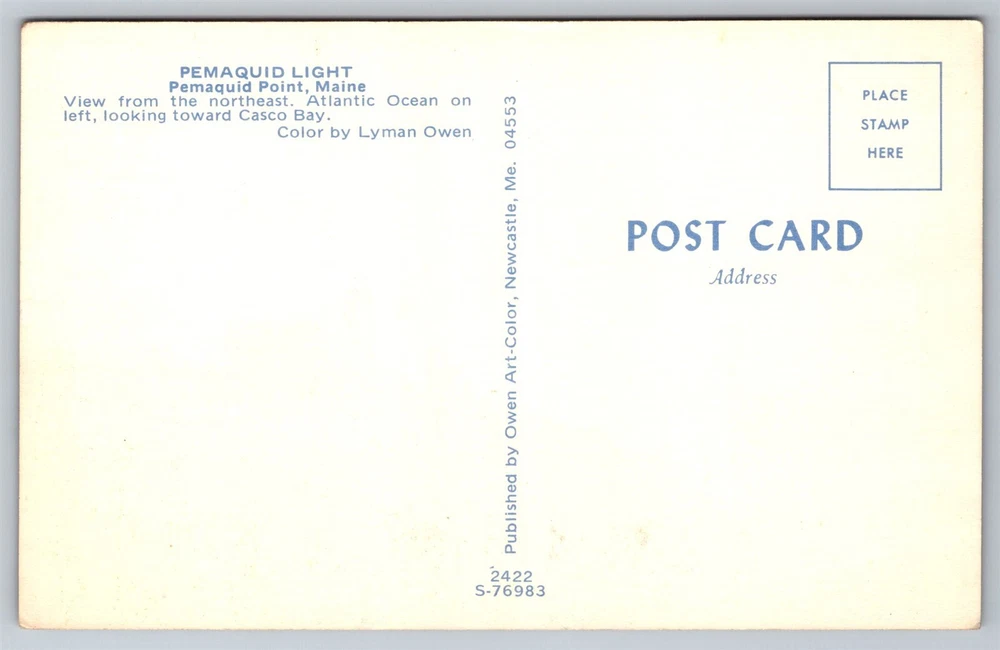 PEMAQUID LIGHT
Pemaquid Point, Maine
View from the northeast. Atlantic Ocean on
left, looking toward Casco Bay.
Color by Lyman Owen
Published by Owen Art-Color, Newcastle, Me. 04553
2422
S-76983
PLACE
STAMP
HERE
POST CARD
Address